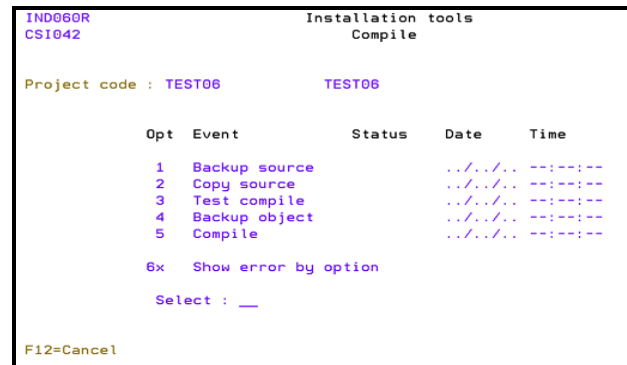 IND060R Installation tools
CSI042 Compile
Project code : TEST06 TEST06
Opt Event Status Date Time
1 Backup source ../../.. --:--:--
2 Copy source ../../.. --:--:--
3 Test compile ../../.. --:--:--
4 Backup object ../../.. --:--:--
5 Compile ../../.. --:--:--
6x Show error by option
Select : __
F12=Cancel